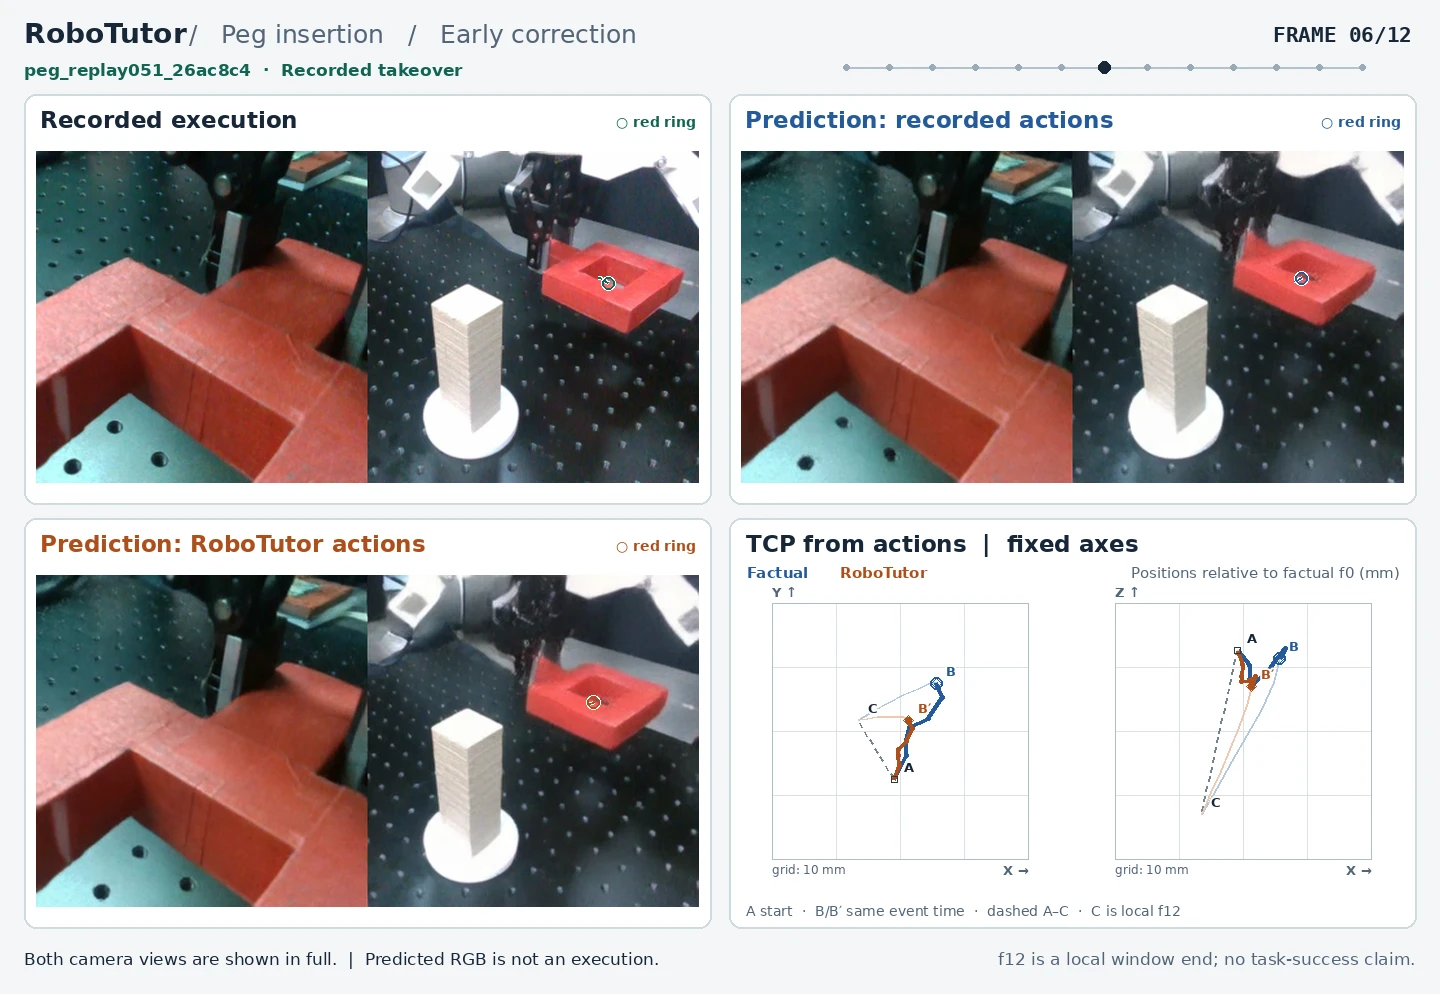 RoboTutor / Peg insertion / Early correction
FRAME 06/12
peg_replay051_26ac8c4 · Recorded takeover
Recorded execution
○ red ring
Prediction: recorded actions
○ red ring
Prediction: RoboTutor actions
○ red ring
TCP from actions | fixed axes
Factual RoboTutor
Positions relative to factual f0 (mm)
Y ↑
Z ↑
B
C
B′
A
A
B
B′
C
grid: 10 mm
X →
grid: 10 mm
X →
A start · B/B′ same event time · dashed A–C · C is local f12
Both camera views are shown in full. | Predicted RGB is not an execution.
f12 is a local window end; no task-success claim.